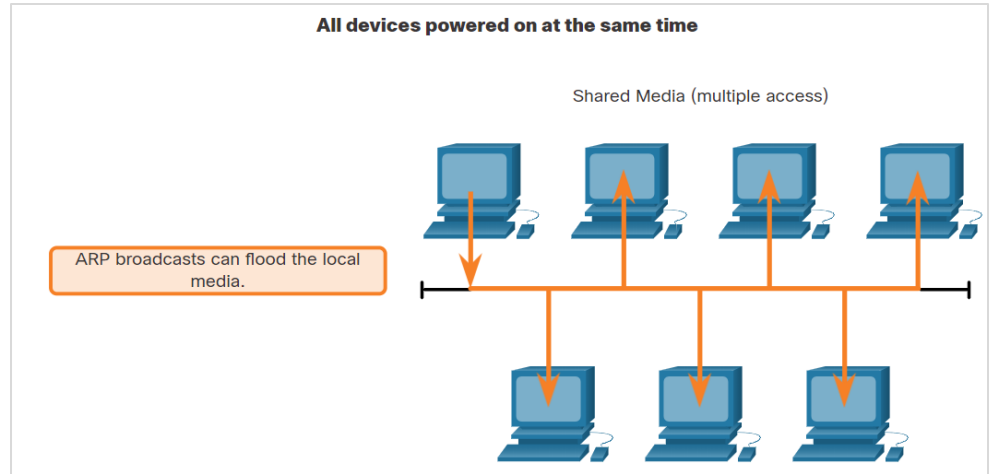 All devices powered on at the same time
Shared Media (multiple access)
ARP broadcasts can flood the local
media.